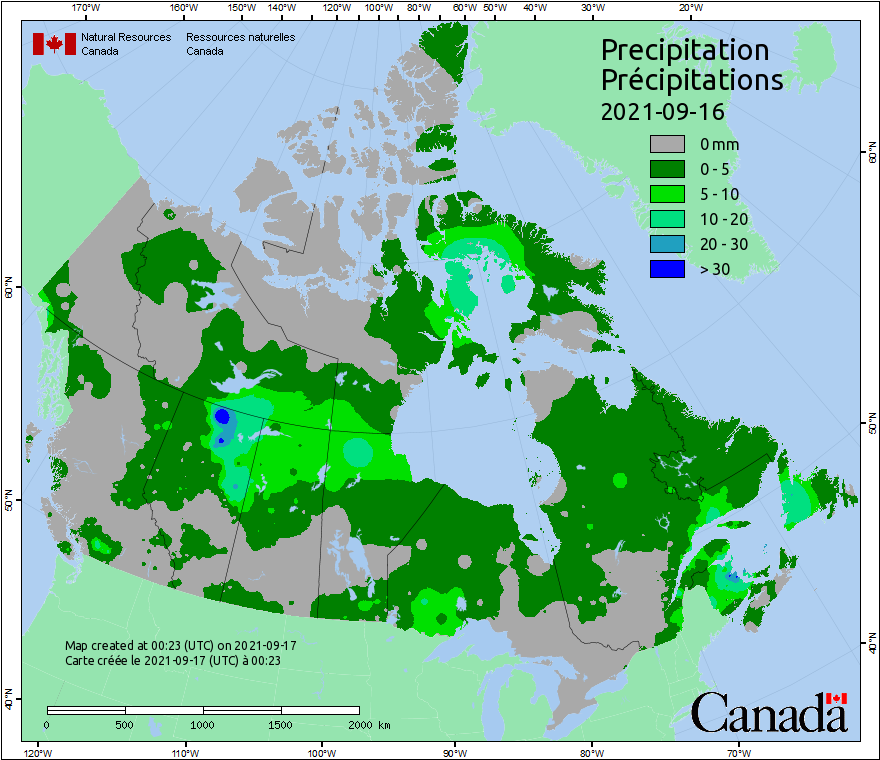 170°W 160°W 150°W 140°W 130°W 120°W 110°W 100°W 90°W 80°W 60°W 50°W 40°W 30°W 20°W
Natural Resources Ressources naturelles
Canada Canada
Precipitation
Précipitations
2021-09-16
0 mm
0 - 5
5 - 10
10 - 20
20 - 30
> 30
60°N 60°N
50°N 50°N
40°N 40°N
Map created at 00:23 (UTC) on 2021-09-17
Carte créée le 2021-09-17 (UTC) à 00:23
0 500 1000 1500 2000 km
Canada
120°W 110°W 100°W 90°W 80°W 70°W